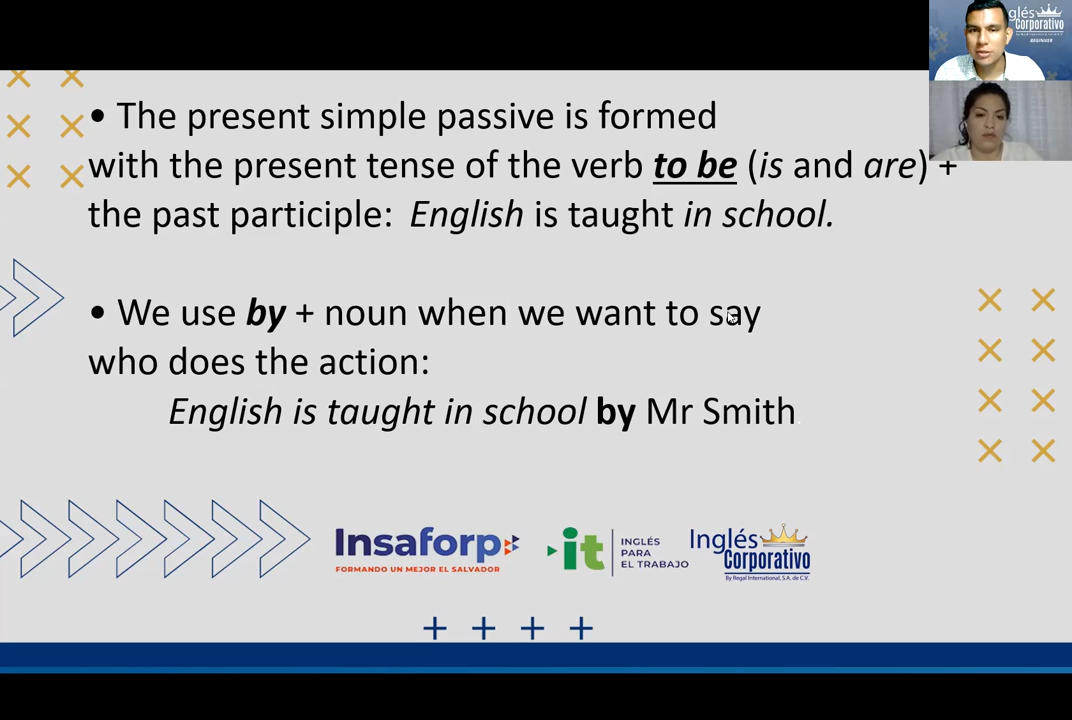 glés
Corporativo
BEGINNER
• The present simple passive is formed
with the present tense of the verb to be (is and are) +
the past participle: English is taught in school.
• We use by + noun when we want to say
who does the action:
English is taught in school by Mr Smith.
Insaforp
FORMANDO UN MEJOR EL SALVADOR
it
INGLÉS
PARA
EL TRABAJO
Inglés
Corporativo
By Regal International, S.A. de C.V.